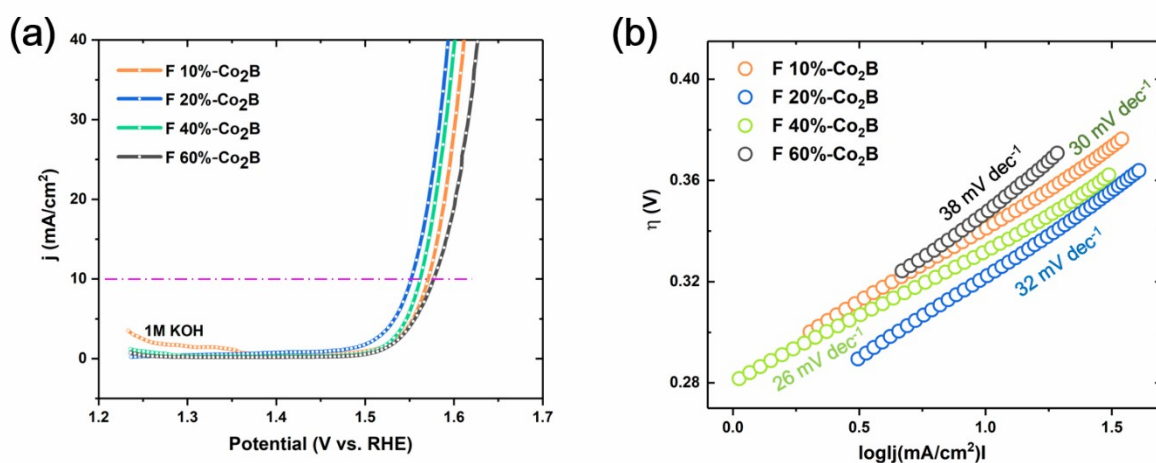 (a)
40
30
20
10
0
j (mA/cm²)
F 10%-Co₂B
F 20%-Co₂B
F 40%-Co₂B
F 60%-Co₂B
1M KOH
1.2 1.3 1.4 1.5 1.6 1.7
Potential (V vs. RHE)
(b)
0.40
0.36
0.32
0.28
η (V)
F 10%-Co₂B
F 20%-Co₂B
F 40%-Co₂B
F 60%-Co₂B
38 mV dec⁻¹
30 mV dec⁻¹
32 mV dec⁻¹
26 mV dec⁻¹
0.0 0.5 1.0 1.5
logIj(mA/cm²)I